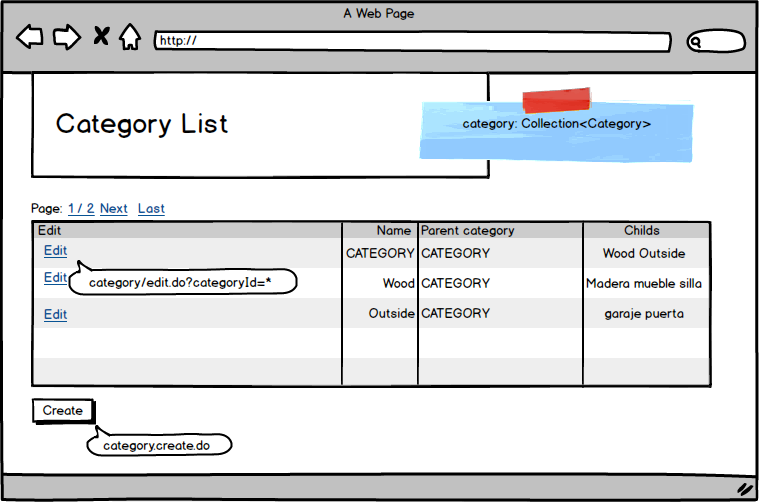 A Web Page
http://
Category List
category: Collection<Category>
Page: 1 / 2 Next Last
Edit Name Parent category Childs
Edit CATEGORY CATEGORY Wood Outside
Edit Wood CATEGORY Madera mueble silla
category/edit.do?categoryId=*
Edit Outside CATEGORY garaje puerta
Create
category.create.do